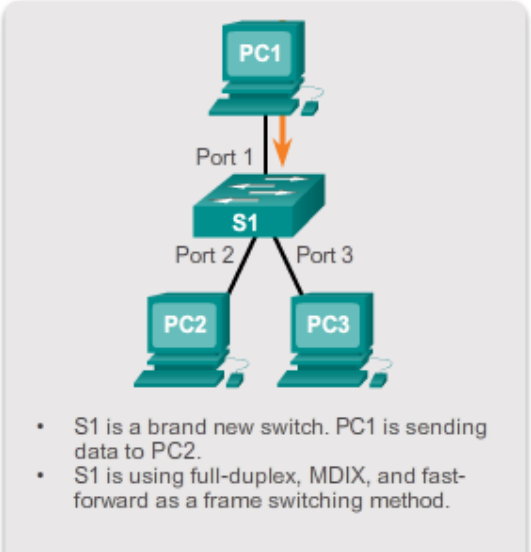 PC1
Port 1
S1
Port 2
Port 3
PC2
PC3
• S1 is a brand new switch. PC1 is sending
data to PC2.
• S1 is using full-duplex, MDIX, and fast-
forward as a frame switching method.